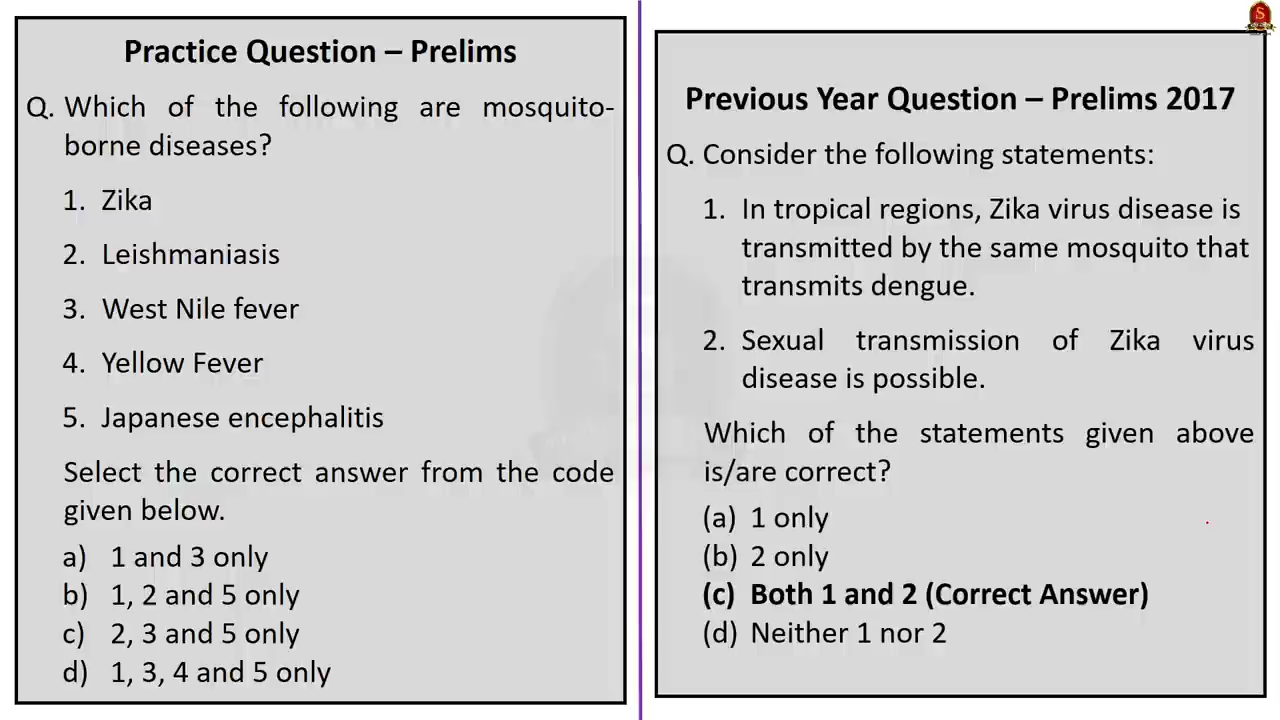 Practice Question – Prelims
Q. Which of the following are mosquito-
borne diseases?
1. Zika
2. Leishmaniasis
3. West Nile fever
4. Yellow Fever
5. Japanese encephalitis
Select the correct answer from the code
given below.
a) 1 and 3 only
b) 1, 2 and 5 only
c) 2, 3 and 5 only
d) 1, 3, 4 and 5 only
Previous Year Question – Prelims 2017
Q. Consider the following statements:
1. In tropical regions, Zika virus disease is
transmitted by the same mosquito that
transmits dengue.
2. Sexual transmission of Zika virus
disease is possible.
Which of the statements given above
is/are correct?
(a) 1 only
(b) 2 only
(c) Both 1 and 2 (Correct Answer)
(d) Neither 1 nor 2
S